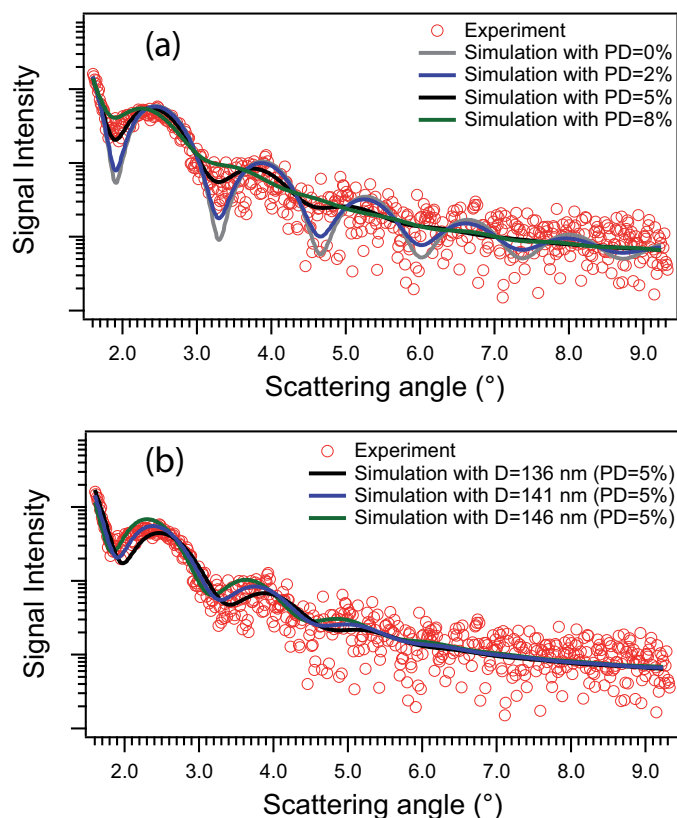 (a)
Experiment
Simulation with PD=0%
Simulation with PD=2%
Simulation with PD=5%
Simulation with PD=8%
Signal Intensity
2.0 3.0 4.0 5.0 6.0 7.0 8.0 9.0
Scattering angle (°)
(b)
Experiment
Simulation with D=136 nm (PD=5%)
Simulation with D=141 nm (PD=5%)
Simulation with D=146 nm (PD=5%)
Signal Intensity
2.0 3.0 4.0 5.0 6.0 7.0 8.0 9.0
Scattering angle (°)